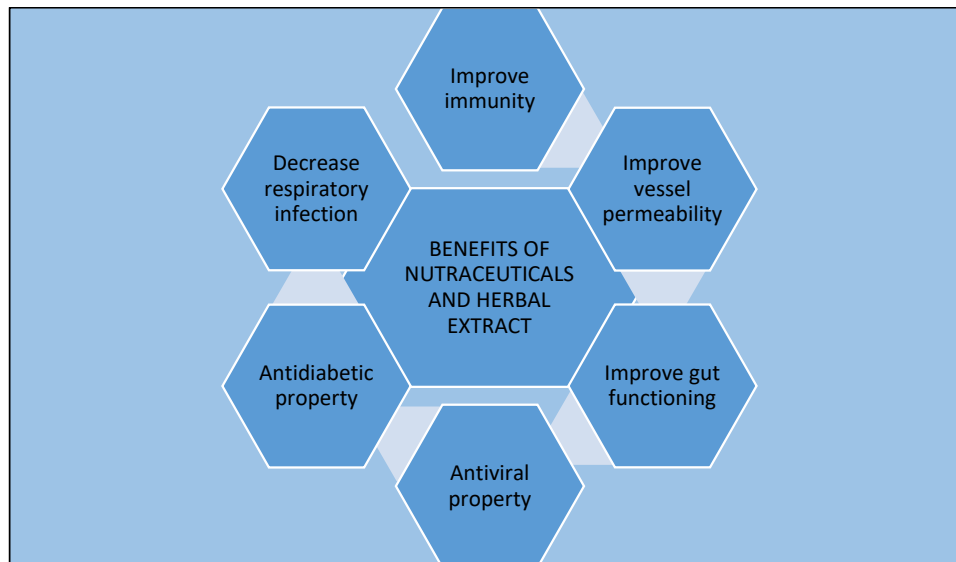 Improve
immunity
Improve
vessel
permeability
Improve gut
functioning
Antiviral
property
Antidiabetic
property
Decrease
respiratory
infection
BENEFITS OF
NUTRACEUTICALS
AND HERBAL
EXTRACT